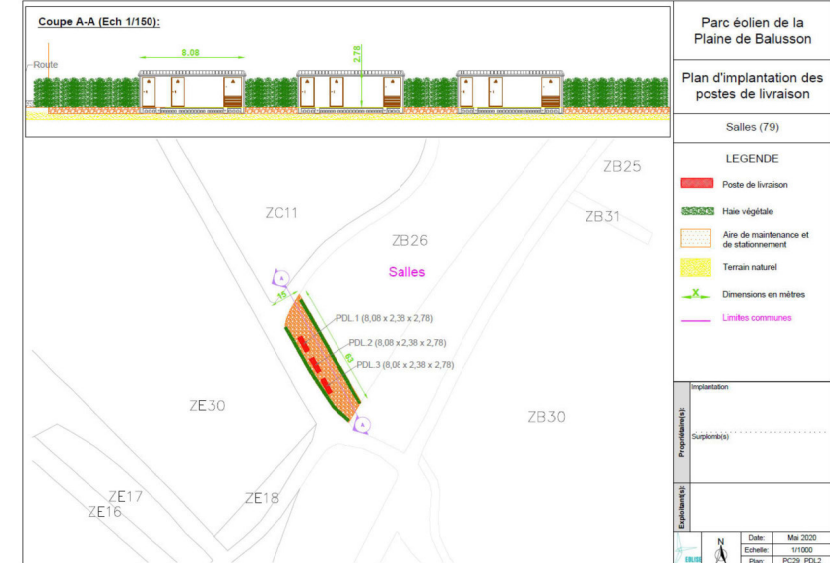 Coupe A-A (Ech 1/150):
8.08
2,78
Route
ZB25
ZC11
ZB31
ZB26
Salles
A
15
PDL.1 (8,08 x 2,38 x 2,78)
PDL.2 (8,08 x2,38 x 2,78)
63
PDL.3 (8,08 x 2,38 x 2,78)
ZE30
ZB30
A
ZE17
ZE16
ZE18
Parc éolien de la
Plaine de Balusson
Plan d'implantation des
postes de livraison
Salles (79)
LEGENDE
Poste de livraison
Haie végétale
Aire de maintenance et
de stationnement
Terrain naturel
X
Dimensions en mètres
Limites communes
Propriétaire(s):
Implantation
Surplomb(s)
Exploitant(s):
N
Date: Mai 2020
Echelle: 1/1000
Plan: PC29_PDL2